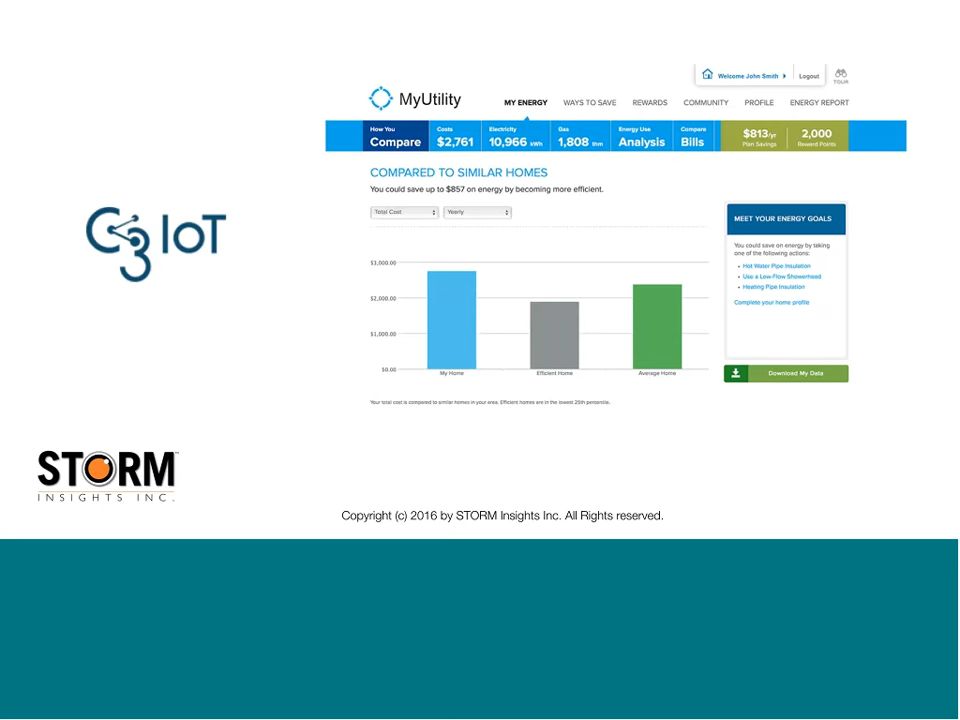 Welcome John Smith
Logout
TOUR
MyUtility
MY ENERGY
WAYS TO SAVE
REWARDS
COMMUNITY
PROFILE
ENERGY REPORT
How You
Compare
Costs
$2,761
Electricity
10,966 kWh
Gas
1,808 thm
Energy Use
Analysis
Compare
Bills
$813/yr
Plan Savings
2,000
Reward Points
COMPARED TO SIMILAR HOMES
You could save up to $857 on energy by becoming more efficient.
Total Cost
Yearly
$3,000.00
$2,000.00
$1,000.00
$0.00
My Home
Efficient Home
Average Home
Your total cost is compared to similar homes in your area. Efficient homes are in the lowest 25th percentile.
MEET YOUR ENERGY GOALS
You could save on energy by taking
one of the following actions:
• Hot Water Pipe Insulation
• Use a Low-Flow Showerhead
• Heating Pipe Insulation
Complete your home profile
Download My Data
C3 IoT
STORM™
INSIGHTS INC.
Copyright (c) 2016 by STORM Insights Inc. All Rights reserved.